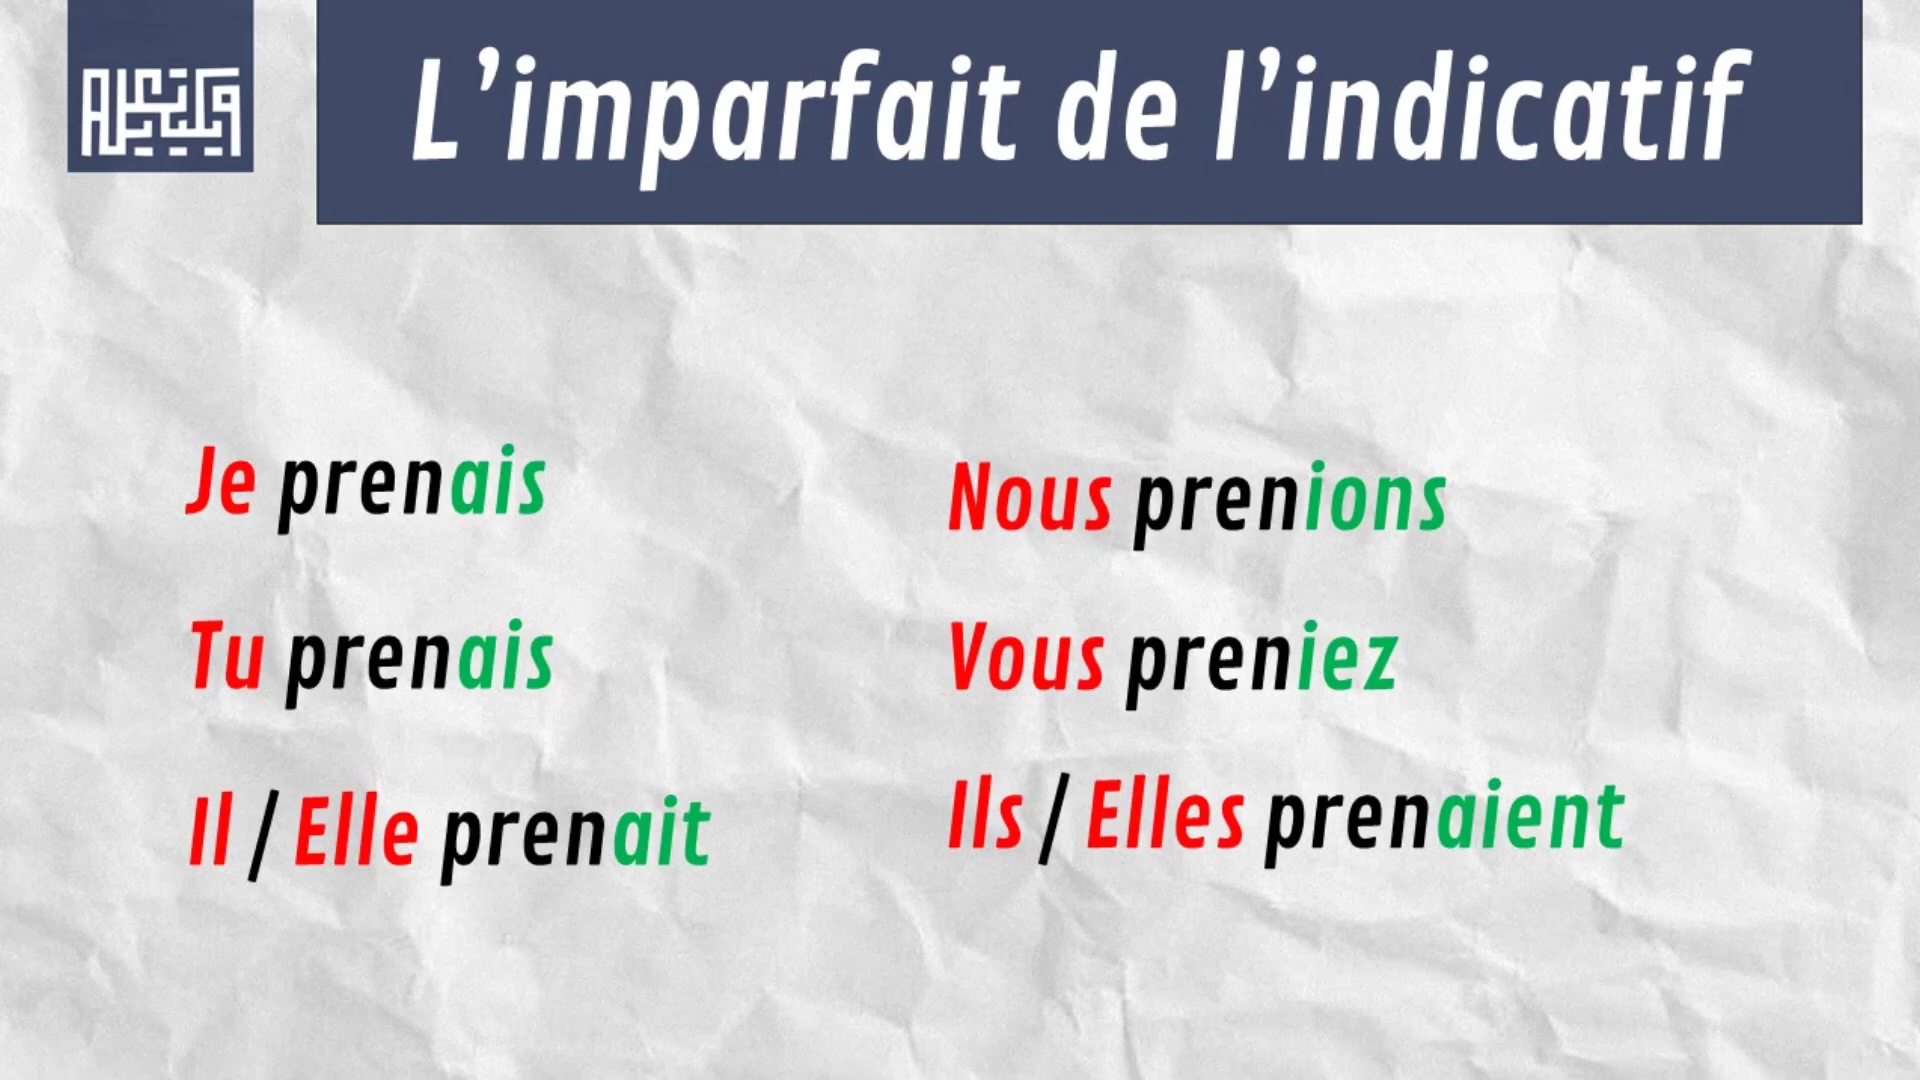 L’imparfait de l’indicatif
Je prenais
Tu prenais
Il / Elle prenait
Nous prenions
Vous preniez
Ils / Elles prenaient